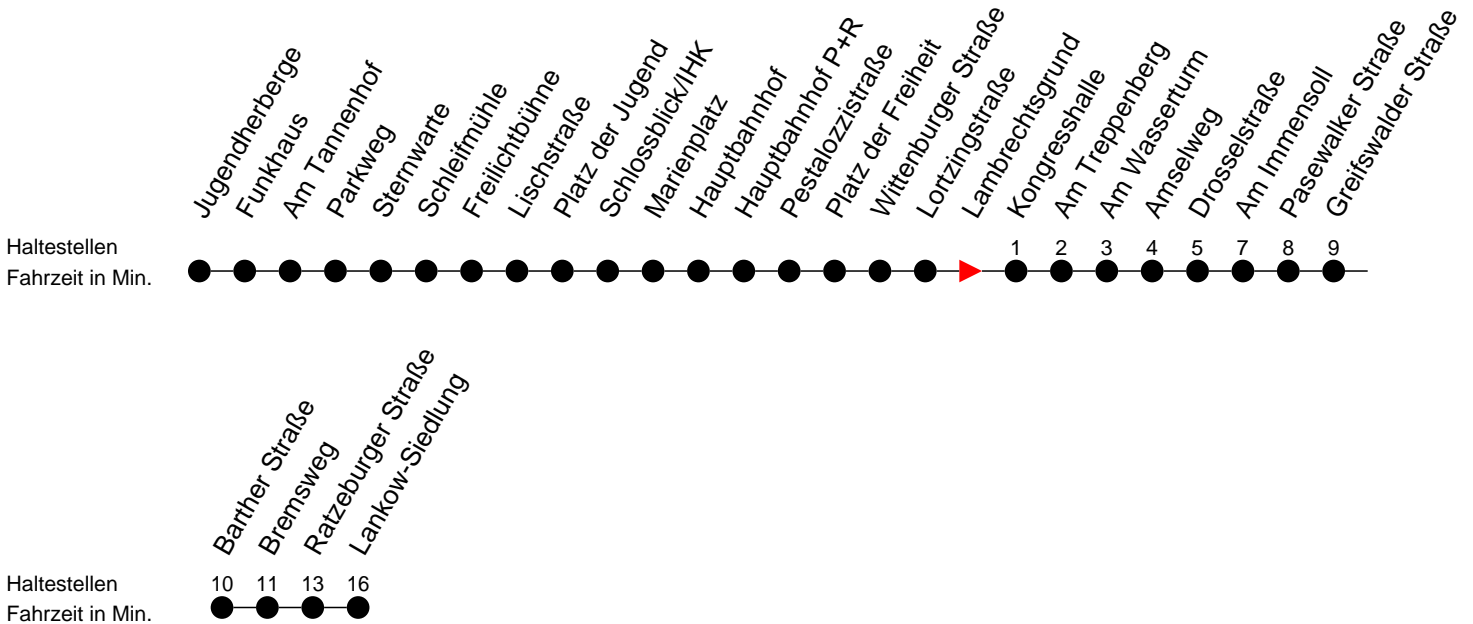 Jugendherberge
Funkhaus
Am Tannenhof
Parkweg
Sternwarte
Schleifmühle
Freilichtbühne
Lischstraße
Platz der Jugend
Schlossblick/IHK
Marienplatz
Hauptbahnhof
Hauptbahnhof P+R
Pestalozzistraße
Platz der Freiheit
Wittenburger Straße
Lortzingstraße
Lambrechtsgrund
Kongresshalle
Am Treppenberg
Am Wasserturm
Amselweg
Drosselstraße
Am Immensoll
Pasewalker Straße
Greifswalder Straße
Haltestellen 1 2 3 4 5 7 8 9
Fahrzeit in Min.
Barther Straße
Bremsweg
Ratzeburger Straße
Lankow-Siedlung
Haltestellen 10 11 13 16
Fahrzeit in Min.